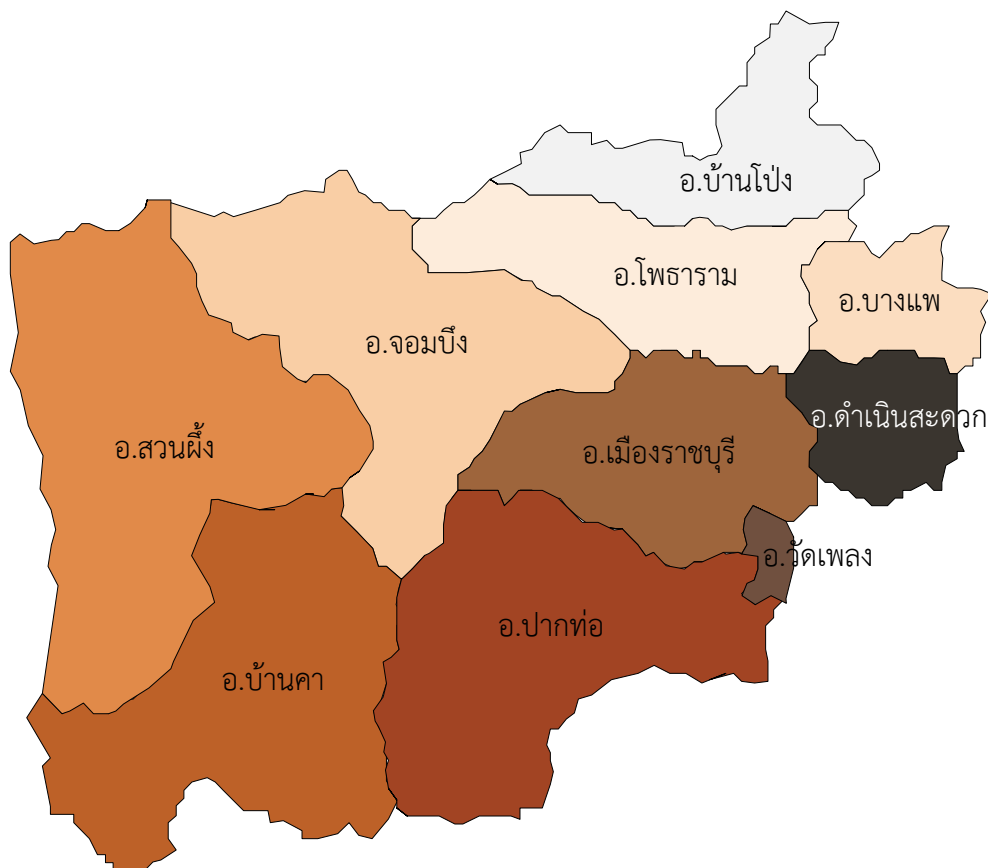 อ.บ้านโป่ง
อ.โพธาราม
อ.บางแพ
อ.จอมบึง
อ.ดำเนินสะดวก
อ.สวนผึ้ง
อ.เมืองราชบุรี
อ.วัดเพลง
อ.ปากท่อ
อ.บ้านคา